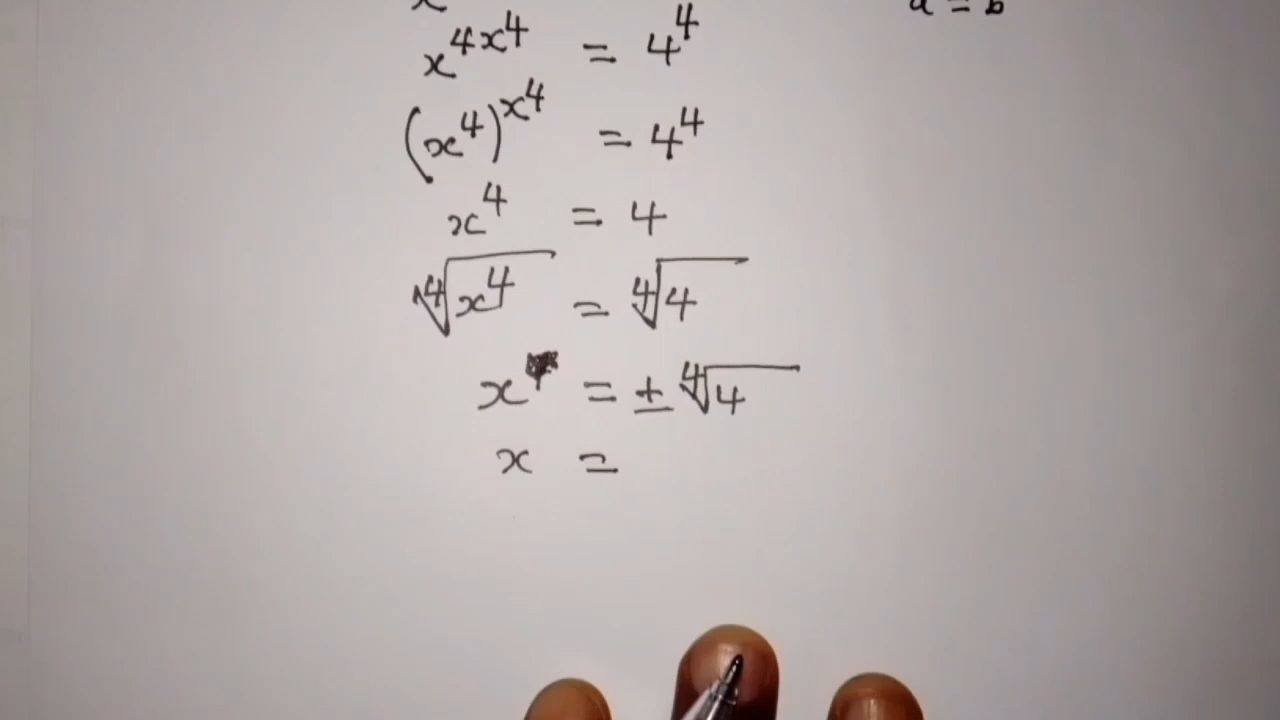 x a = b
x^{4x^4} = 4^4
(x^4)^{x^4} = 4^4
x^4 = 4
∜x^4 = ∜4
x = ± ∜4
x =